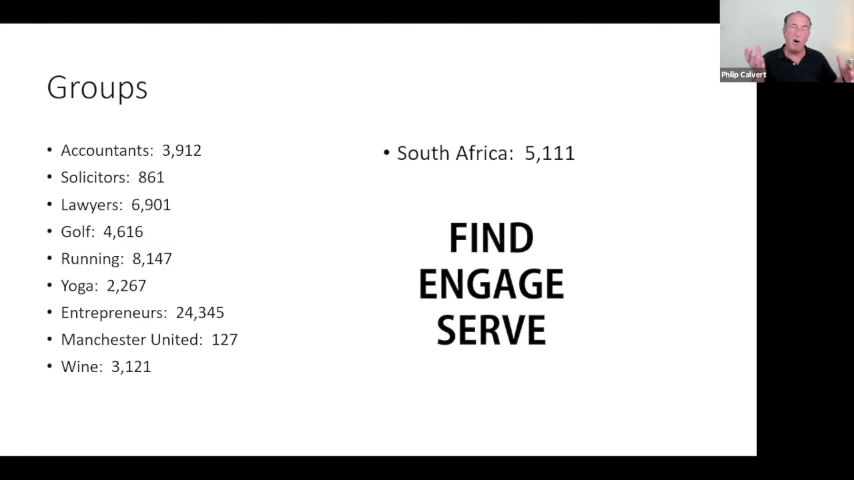 Groups
• Accountants: 3,912
• Solicitors: 861
• Lawyers: 6,901
• Golf: 4,616
• Running: 8,147
• Yoga: 2,267
• Entrepreneurs: 24,345
• Manchester United: 127
• Wine: 3,121
• South Africa: 5,111
FIND
ENGAGE
SERVE
Philip Calvert